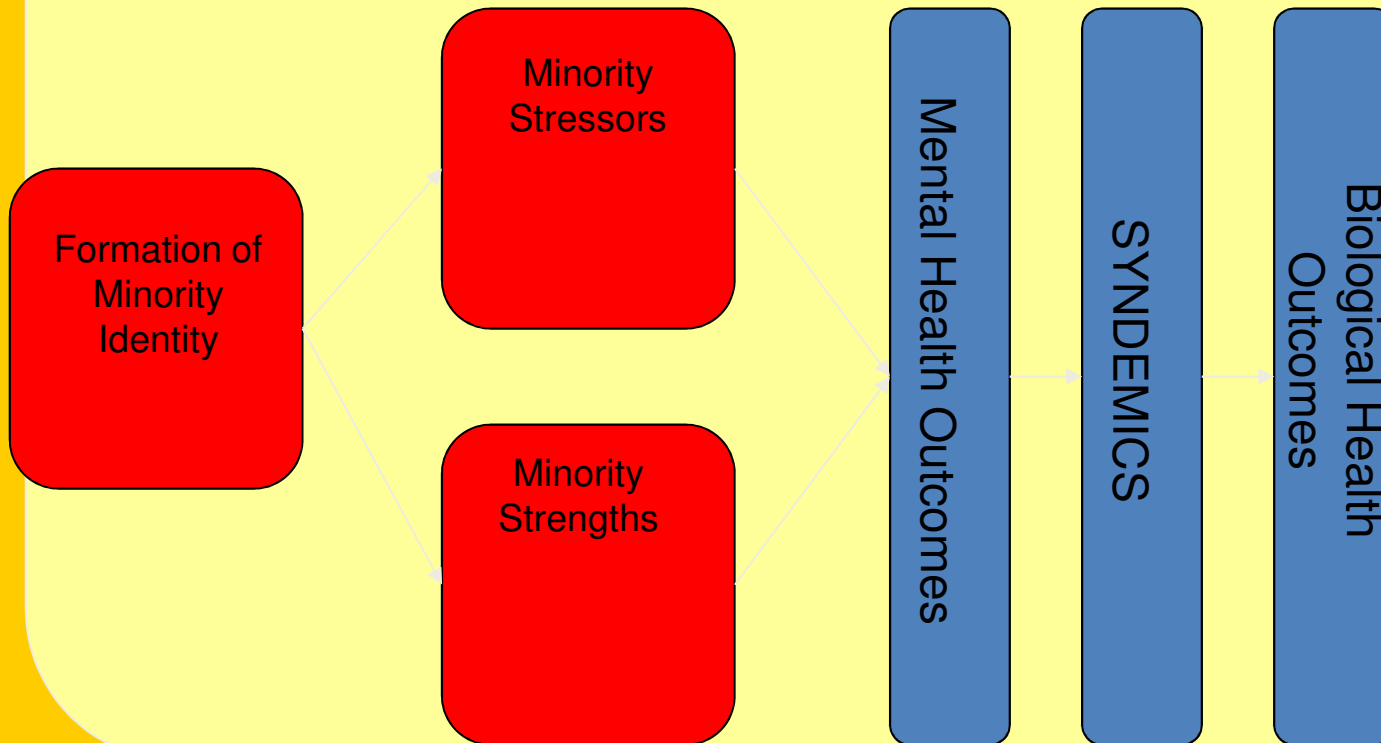 Minority
Stressors
Formation of
Minority
Identity
Minority
Strengths
Mental Health Outcomes
SYNDEMICS
Biological Health
Outcomes